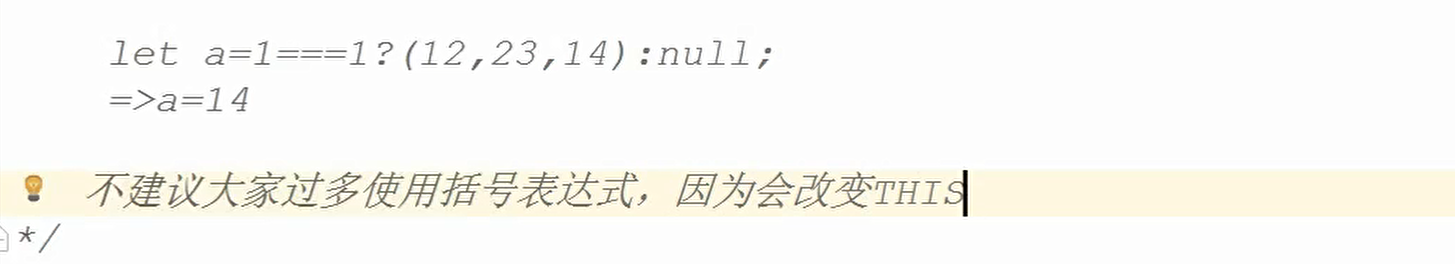 let a=1===1?(12,23,14):null;
=>a=14
不建议大家过多使用括号表达式，因为会改变THIS
*/